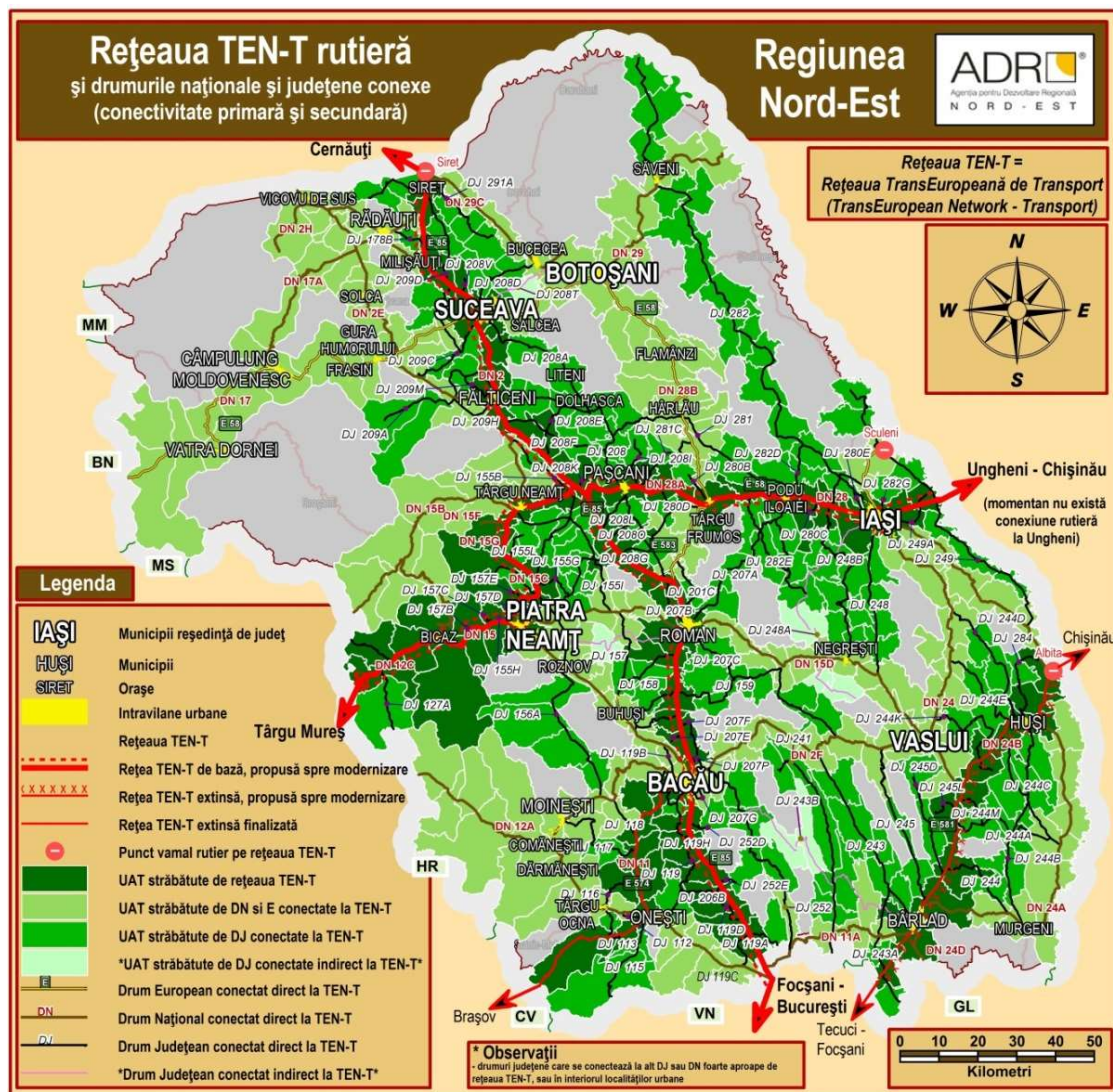 Reţeaua TEN-T rutieră
şi drumurile naţionale şi judeţene conexe
(conectivitate primară şi secundară)
Regiunea
Nord-Est
ADR
Agenţia pentru Dezvoltare Regională
NORD-EST
Reţeaua TEN-T =
Reţeaua TransEuropeană de Transport
(TransEuropean Network - Transport)
N
W
E
S
Cernăuţi
Siret
SIRET
DJ 291A
DN 29C
SĂVENI
VICOVU DE SUS
RĂDĂUŢI
DN 2H
DJ 178B
E 85
BUCECEA
DN 29
MILIŞĂUŢI
DJ 208V
BOTOŞANI
DN 17A
DJ 209D
DJ 208D
DJ 208T
SOLCA
DN 2E
SUCEAVA
E 58
DJ 282
MM
SALCEA
GURA
HUMORULUI
FRASIN
DJ 209C
DJ 208A
FLAMÂNZI
CÂMPULUNG
MOLDOVENESC
DN 2
LITENI
DN 17
DJ 209M
FĂLTICENI
DOLHASCA
DN 28B
HÂRLĂU
E 58
DJ 209H
DJ 208E
DJ 281C
DJ 281
VATRA DORNEI
DJ 209A
DJ 208F
DJ 208
DJ 208I
DJ 282D
DJ 280E
Sculeni
BN
DJ 208K
PAŞCANI
DJ 280B
DJ 155B
E 58
DJ 282G
Ungheni - Chişinău
TÂRGU NEAMŢ
DN 28A
PODU
ILOAIEI
DN 28
(momentan nu există
conexiune rutieră
la Ungheni)
DN 15B
DN 15F
E 85
DJ 208L
DJ 280D
TÂRGU
FRUMOS
IAŞI
DN 15G
DJ 208O
DJ 280C
DJ 249A
MS
DJ 155L
DJ 155G
DJ 208G
E 583
DJ 248B
DJ 249
DJ 157C
DJ 157E
DN 15C
DJ 155I
DJ 282E
DJ 207A
DJ 157D
DJ 201C
DJ 248
DJ 157B
PIATRA
NEAMŢ
DJ 207B
DJ 244D
BICAZ
DN 15
ROMAN
DJ 248A
DJ 284
Chişinău
DN 12C
ROZNOV
DJ 157
NEGREŞTI
Albita
DJ 155H
DJ 207C
DN 15D
DJ 127A
DJ 158
DJ 159
DN 24
DJ 244E
Târgu Mureş
DJ 156A
BUHUŞI
DJ 207F
DJ 244K
HUŞI
DJ 207E
DJ 241
VASLUI
DN 24B
DJ 119B
DJ 207P
DN 2F
DJ 245D
BACĂU
DJ 245L
DJ 244C
MOINEŞTI
DJ 243B
DJ 244M
DN 12A
DJ 118
DJ 207G
DJ 245
E 581
COMĂNEŞTI
117
DJ 119H
DJ 252D
DJ 244A
HR
DĂRMĂNEŞTI
DN 11
E 85
DJ 243
DJ 244B
DJ 119
DJ 116
E 574
DJ 206B
DJ 252E
DJ 244
TÂRGU
OCNA
ONEŞTI
DJ 252
DN 24A
DJ 119D
BÂRLAD
MURGENI
DJ 113
DJ 112
DJ 119A
DN 11A
DJ 243A
DN 24D
DJ 115
DJ 119C
Focşani -
Bucureşti
Braşov
CV
VN
GL
Tecuci -
Focşani
Legenda
IAŞI Municipii reşedinţă de judeţ
HUŞI Municipii
SIRET Oraşe
Intravilane urbane
Reţeaua TEN-T
Reţea TEN-T de bază, propusă spre modernizare
Reţea TEN-T extinsă, propusă spre modernizare
Reţea TEN-T extinsă finalizată
Punct vamal rutier pe reţeaua TEN-T
UAT străbătute de reţeaua TEN-T
UAT străbătute de DN si E conectate la TEN-T
UAT străbătute de DJ conectate la TEN-T
*UAT străbătute de DJ conectate indirect la TEN-T*
E Drum European conectat direct la TEN-T
DN Drum Naţional conectat direct la TEN-T
DJ Drum Judeţean conectat direct la TEN-T
*Drum Judeţean conectat indirect la TEN-T*
* Observaţii
- drumuri judeţene care se conectează la alt DJ sau DN foarte aproape de
reţeaua TEN-T, sau în interiorul localităţilor urbane
0 10 20 30 40 50
Kilometri